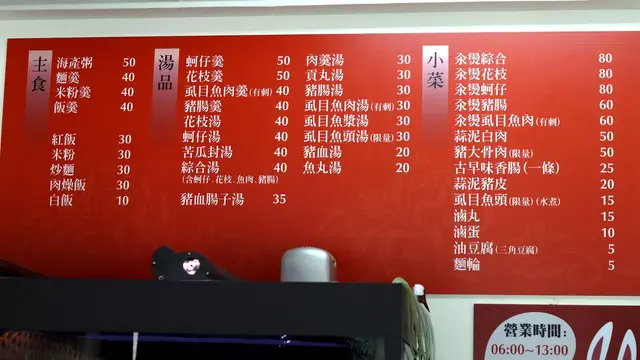 主食
海產粥 50
麵羹 40
米粉羹 40
飯羹 40
紅飯 30
米粉 30
炒麵 30
肉燥飯 30
白飯 10
湯品
蚵仔羹 50
花枝羹 50
虱目魚肉羹(有刺) 40
豬腸羹 40
花枝湯 40
蚵仔湯 40
苦瓜封湯 40
綜合湯 40
(含蚵仔.花枝.魚肉.豬腸)
豬血腸子湯 35
肉羹湯 30
貢丸湯 30
豬腸湯 30
虱目魚肉湯(有刺) 30
虱目魚漿湯 30
虱目魚頭湯(限量) 30
豬血湯 20
魚丸湯 20
小菜
汆燙綜合 80
汆燙花枝 80
汆燙蚵仔 80
汆燙豬腸 60
汆燙虱目魚肉(有刺) 60
蒜泥白肉 50
豬大骨肉(限量) 50
古早味香腸(一條) 25
蒜泥豬皮 20
虱目魚頭(限量)(水煮) 15
滷丸 15
滷蛋 10
油豆腐(三角豆腐) 5
麵輪 5
營業時間:
06:00~13:00